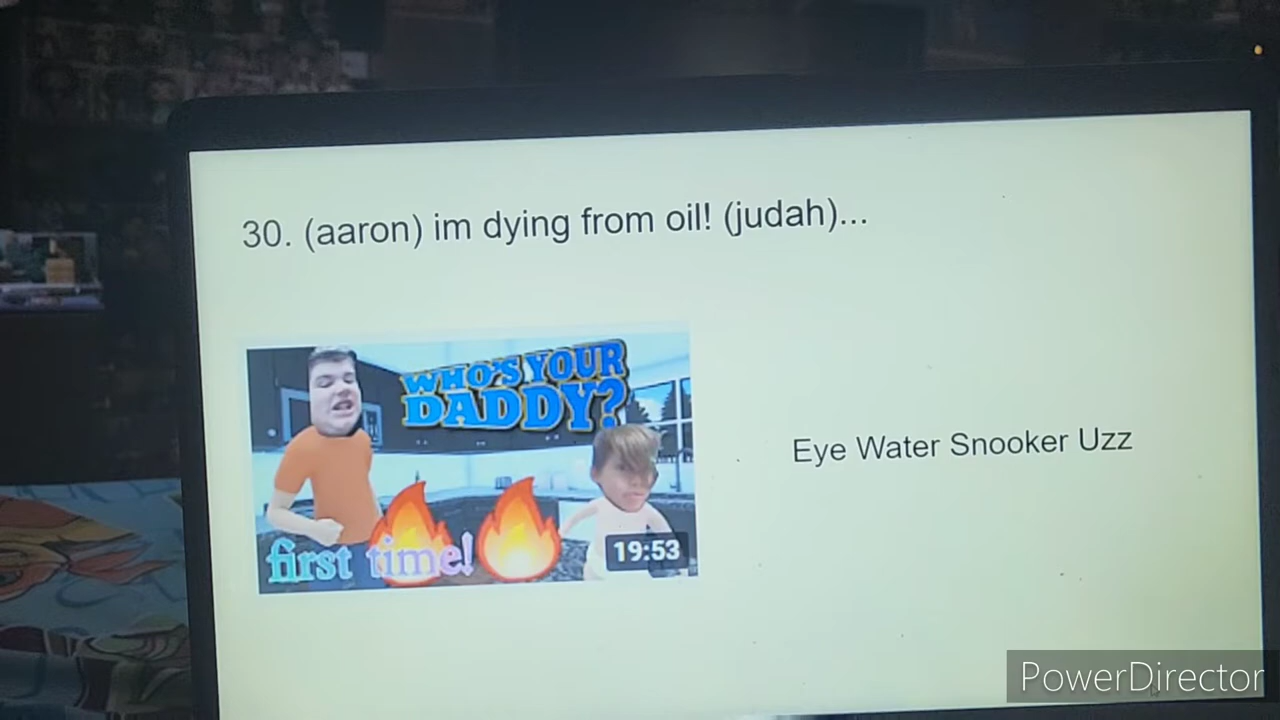 30. (aaron) im dying from oil! (judah)...
WHO'S YOUR
DADDY?
Eye Water Snooker Uzz
first time!
19:53
PowerDirector